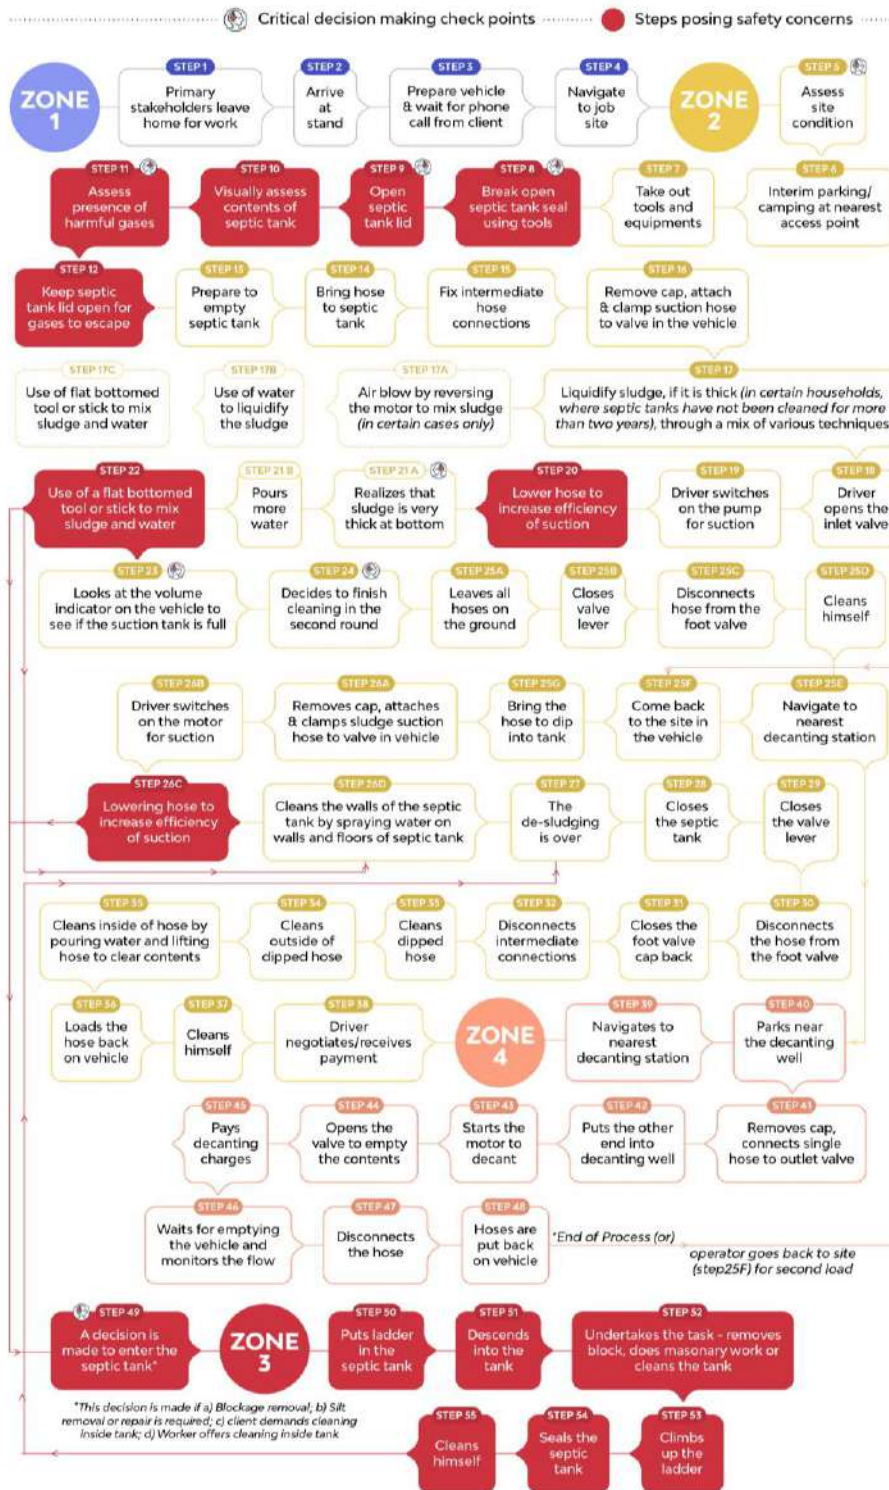 Critical decision making check points
Steps posing safety concerns
ZONE
1
STEP 1
Primary
stakeholders leave
home for work
STEP 2
Arrive
at
stand
STEP 3
Prepare vehicle
& wait for phone
call from client
STEP 4
Navigate
to job
site
ZONE
2
STEP 5
Assess
site
condition
STEP 6
Interim parking/
camping at nearest
access point
STEP 7
Take out
tools and
equipments
STEP 8
Break open
septic tank seal
using tools
STEP 9
Open
septic
tank lid
STEP 10
Visually assess
contents of
septic tank
STEP 11
Assess
presence of
harmful gases
STEP 12
Keep septic
tank lid open for
gases to escape
STEP 13
Prepare to
empty
septic tank
STEP 14
Bring hose
to septic
tank
STEP 15
Fix intermediate
hose
connections
STEP 16
Remove cap, attach
& clamp suction hose
to valve in the vehicle
STEP 17
Liquidify sludge, if it is thick (in certain households,
where septic tanks have not been cleaned for more
than two years), through a mix of various techniques
STEP 17A
Air blow by reversing
the motor to mix sludge
(in certain cases only)
STEP 17B
Use of water
to liquidify
the sludge
STEP 17C
Use of flat bottomed
tool or stick to mix
sludge and water
STEP 18
Driver
opens the
inlet valve
STEP 19
Driver switches
on the pump
for suction
STEP 20
Lower hose to
increase efficiency
of suction
STEP 21 A
Realizes that
sludge is very
thick at bottom
STEP 21 B
Pours
more
water
STEP 22
Use of a flat bottomed
tool or stick to mix
sludge and water
STEP 23
Looks at the volume
indicator on the vehicle to
see if the suction tank is full
STEP 24
Decides to finish
cleaning in the
second round
STEP 25A
Leaves all
hoses on
the ground
STEP 25B
Closes
valve
lever
STEP 25C
Disconnects
hose from the
foot valve
STEP 25D
Cleans
himself
STEP 25E
Navigate to
nearest
decanting station
STEP 25F
Come back
to the site in
the vehicle
STEP 25G
Bring the
hose to dip
into tank
STEP 26A
Removes cap, attaches
& clamps sludge suction
hose to valve in vehicle
STEP 26B
Driver switches
on the motor
for suction
STEP 26C
Lowering hose to
increase efficiency
of suction
STEP 26D
Cleans the walls of the septic
tank by spraying water on
walls and floors of septic tank
STEP 27
The
de-sludging
is over
STEP 28
Closes
the septic
tank
STEP 29
Closes
the valve
lever
STEP 30
Disconnects
the hose from
the foot valve
STEP 31
Closes the
foot valve
cap back
STEP 32
Disconnects
intermediate
connections
STEP 33
Cleans
dipped
hose
STEP 34
Cleans
outside of
dipped hose
STEP 35
Cleans inside of hose by
pouring water and lifting
hose to clear contents
STEP 36
Loads the
hose back
on vehicle
STEP 37
Cleans
himself
STEP 38
Driver
negotiates/receives
payment
ZONE
4
STEP 39
Navigates to
nearest
decanting station
STEP 40
Parks near
the decanting
well
STEP 41
Removes cap,
connects single
hose to outlet valve
STEP 42
Puts the other
end into
decanting well
STEP 43
Starts the
motor to
decant
STEP 44
Opens the
valve to empty
the contents
STEP 45
Pays
decanting
charges
STEP 46
Waits for emptying
the vehicle and
monitors the flow
STEP 47
Disconnects
the hose
STEP 48
Hoses are
put back
on vehicle
*End of Process (or)
operator goes back to site
(step25F) for second load
STEP 49
A decision is
made to enter the
septic tank*
ZONE
3
STEP 50
Puts ladder
in the
septic tank
STEP 51
Descends
into the
tank
STEP 52
Undertakes the task - removes
block, does masonary work or
cleans the tank
*This decision is made if a) Blockage removal; b) Silt
removal or repair is required; c) client demands cleaning
inside tank; d) Worker offers cleaning inside tank
STEP 53
Climbs
up the
ladder
STEP 54
Seals the
septic
tank
STEP 55
Cleans
himself